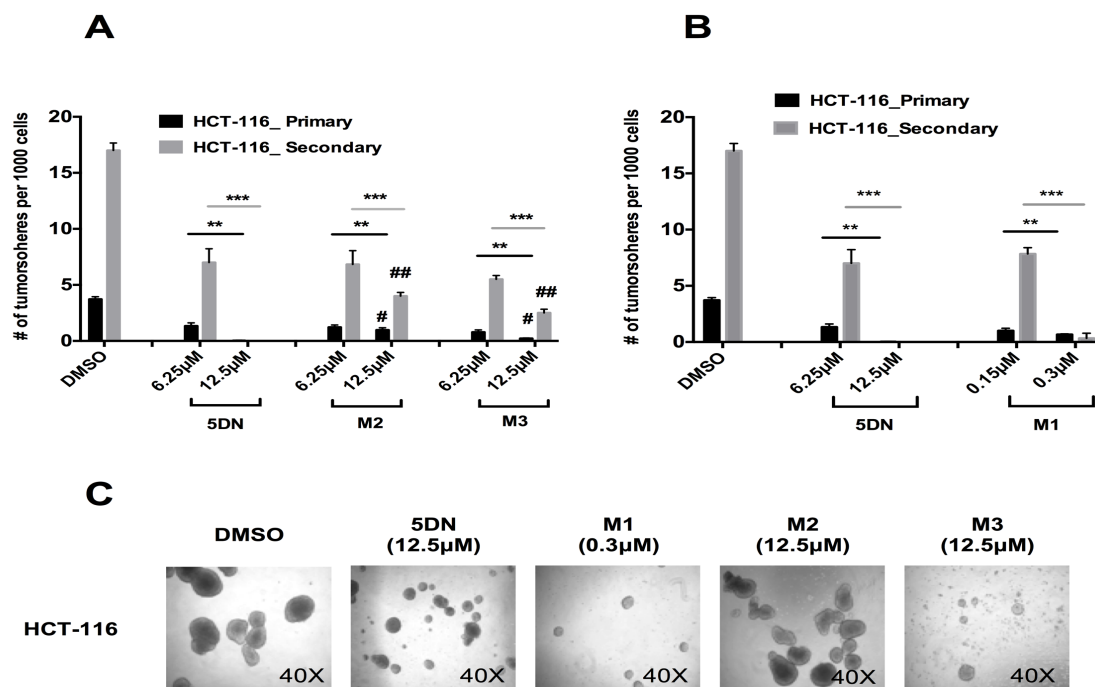 A
20
15
10
5
0
# of tumorsoheres per 1000 cells
HCT-116_ Primary
HCT-116_ Secondary
***
**
***
**
##
#
***
**
##
#
DMSO
6.25µM
12.5µM
6.25µM
12.5µM
6.25µM
12.5µM
5DN
M2
M3
B
20
15
10
5
0
# of tumorsoheres per 1000 cells
HCT-116_Primary
HCT-116_Secondary
***
**
***
**
DMSO
6.25µM
12.5µM
0.15µM
0.3µM
5DN
M1
C
DMSO
5DN
(12.5µM)
M1
(0.3µM)
M2
(12.5µM)
M3
(12.5µM)
HCT-116
40X
40X
40X
40X
40X